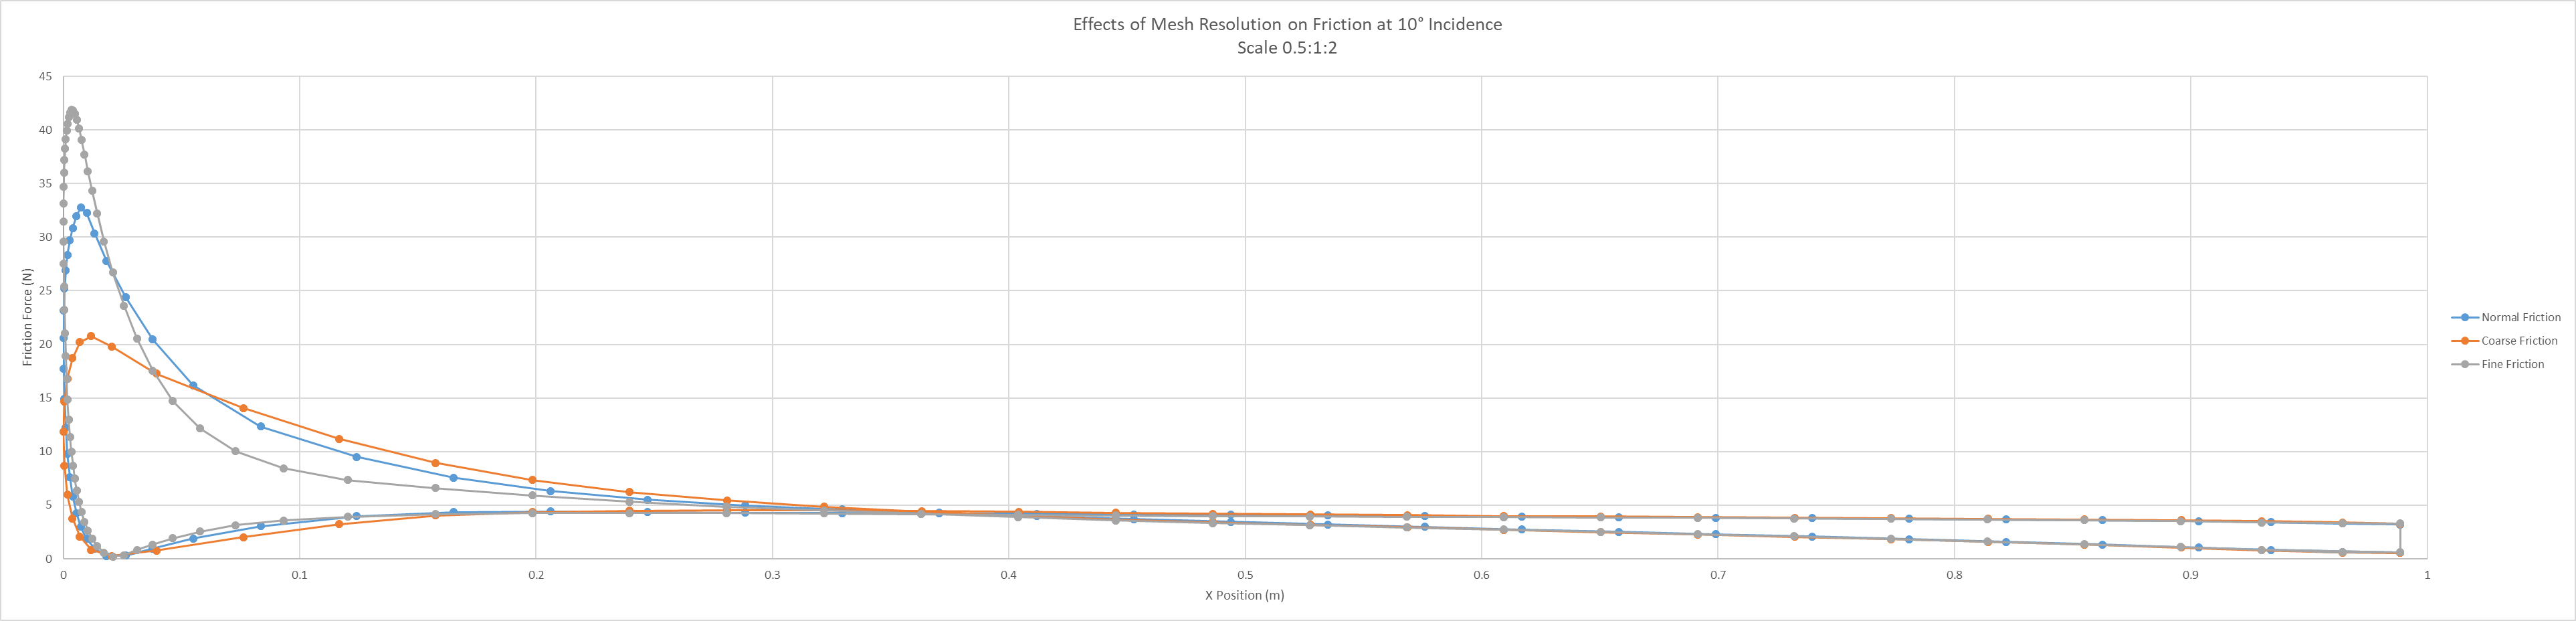 Effects of Mesh Resolution on Friction at 10° Incidence
Scale 0.5:1:2
45
40
35
30
25
20
15
10
5
0
Friction Force (N)
0 0.1 0.2 0.3 0.4 0.5 0.6 0.7 0.8 0.9 1
X Position (m)
Normal Friction
Coarse Friction
Fine Friction